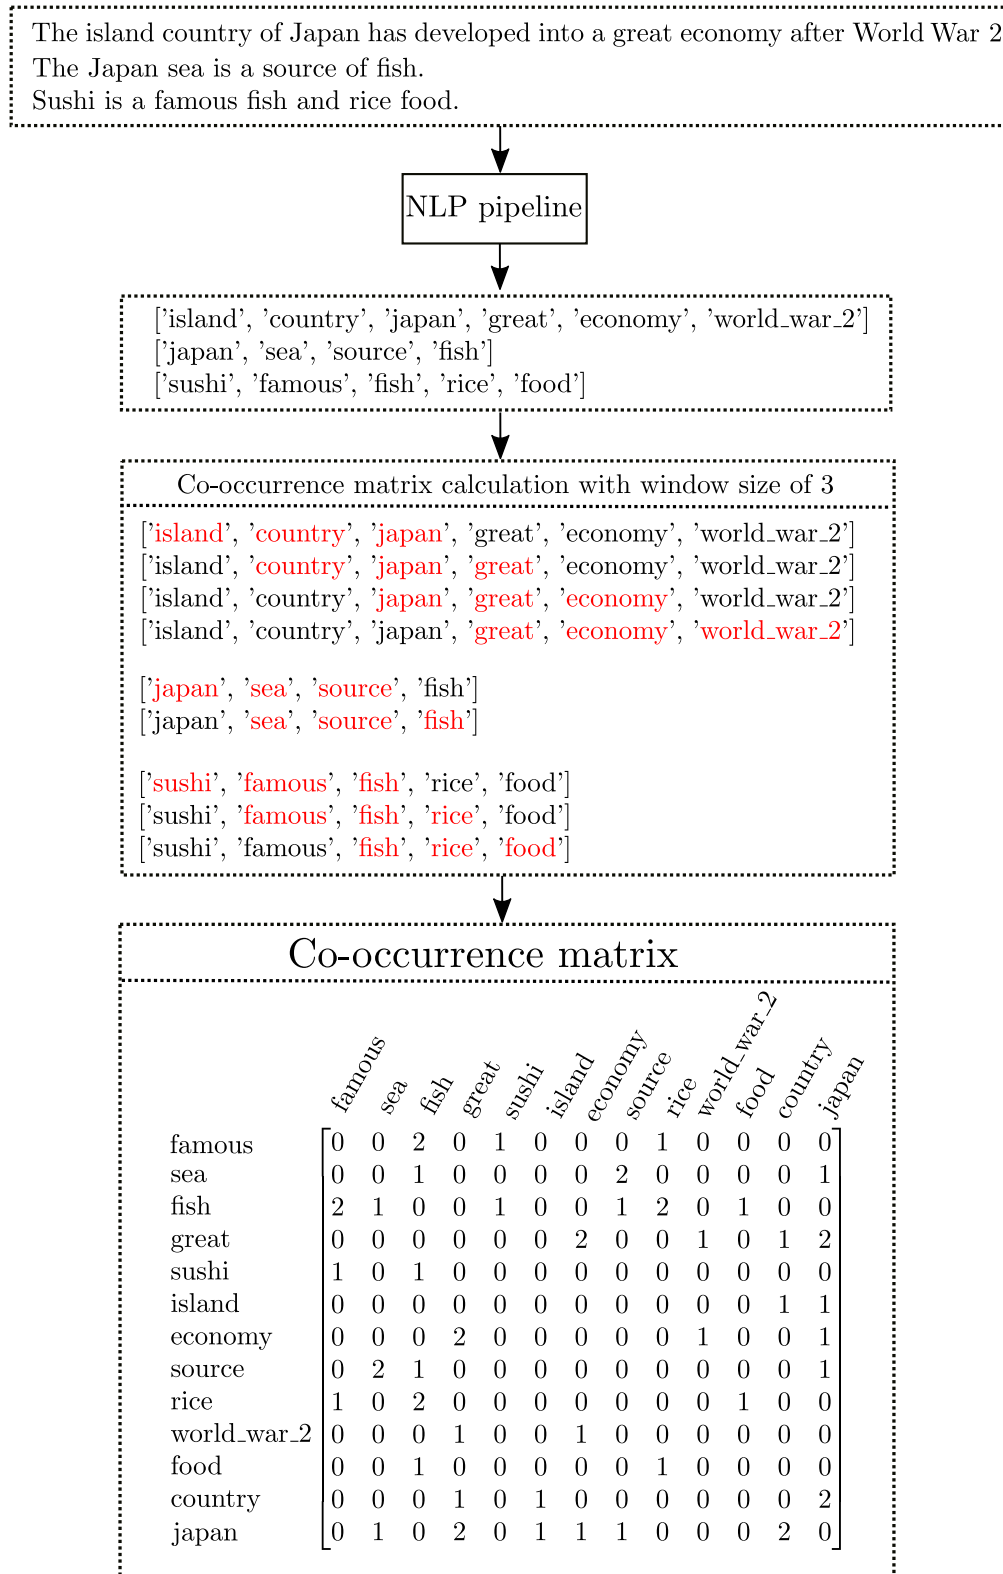 The island country of Japan has developed into a great economy after World War 2
The Japan sea is a source of fish.
Sushi is a famous fish and rice food.
NLP pipeline
['island', 'country', 'japan', 'great', 'economy', 'world_war_2']
['japan', 'sea', 'source', 'fish']
['sushi', 'famous', 'fish', 'rice', 'food']
Co-occurrence matrix calculation with window size of 3
['island', 'country', 'japan', 'great', 'economy', 'world_war_2']
['island', 'country', 'japan', 'great', 'economy', 'world_war_2']
['island', 'country', 'japan', 'great', 'economy', 'world_war_2']
['island', 'country', 'japan', 'great', 'economy', 'world_war_2']
['japan', 'sea', 'source', 'fish']
['japan', 'sea', 'source', 'fish']
['sushi', 'famous', 'fish', 'rice', 'food']
['sushi', 'famous', 'fish', 'rice', 'food']
['sushi', 'famous', 'fish', 'rice', 'food']
Co-occurrence matrix
famous sea fish great sushi island economy source rice world_war_2 food country japan
famous 0 0 2 0 1 0 0 0 1 0 0 0 0
sea 0 0 1 0 0 0 0 2 0 0 0 0 1
fish 2 1 0 0 1 0 0 1 2 0 1 0 0
great 0 0 0 0 0 0 2 0 0 1 0 1 2
sushi 1 0 1 0 0 0 0 0 0 0 0 0 0
island 0 0 0 0 0 0 0 0 0 0 0 1 1
economy 0 0 0 2 0 0 0 0 0 1 0 0 1
source 0 2 1 0 0 0 0 0 0 0 0 0 1
rice 1 0 2 0 0 0 0 0 0 0 1 0 0
world_war_2 0 0 0 1 0 0 1 0 0 0 0 0 0
food 0 0 1 0 0 0 0 0 1 0 0 0 0
country 0 0 0 1 0 1 0 0 0 0 0 0 2
japan 0 1 0 2 0 1 1 1 0 0 0 2 0